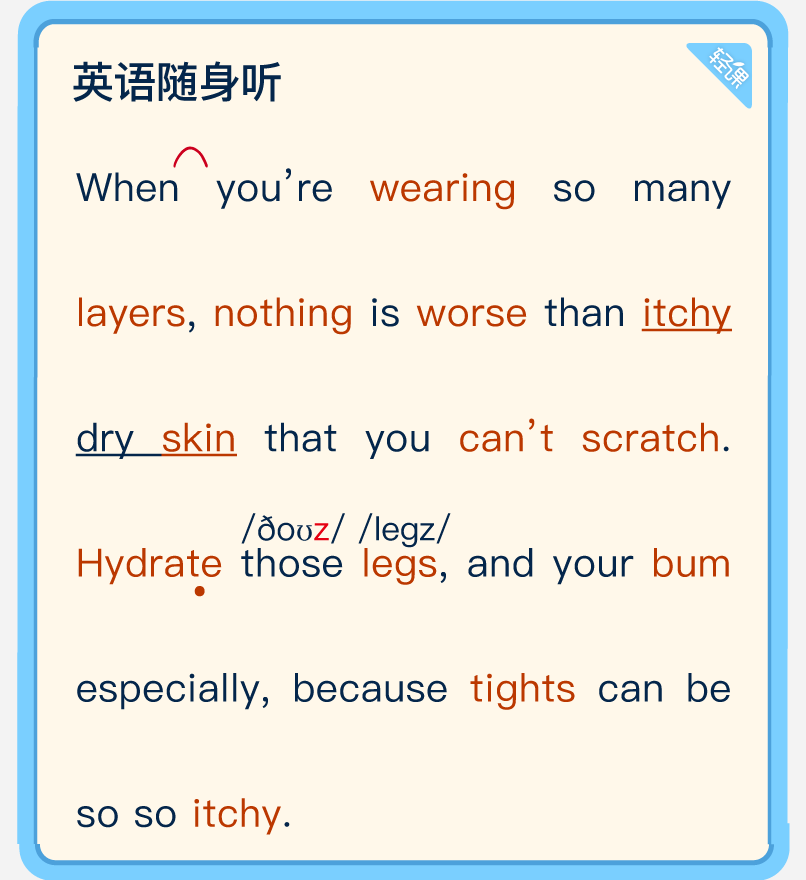 英语随身听
轻课
When you’re wearing so many
layers, nothing is worse than itchy
dry skin that you can’t scratch.
/ðoʊz/ /legz/
Hydrate those legs, and your bum
especially, because tights can be
so so itchy.